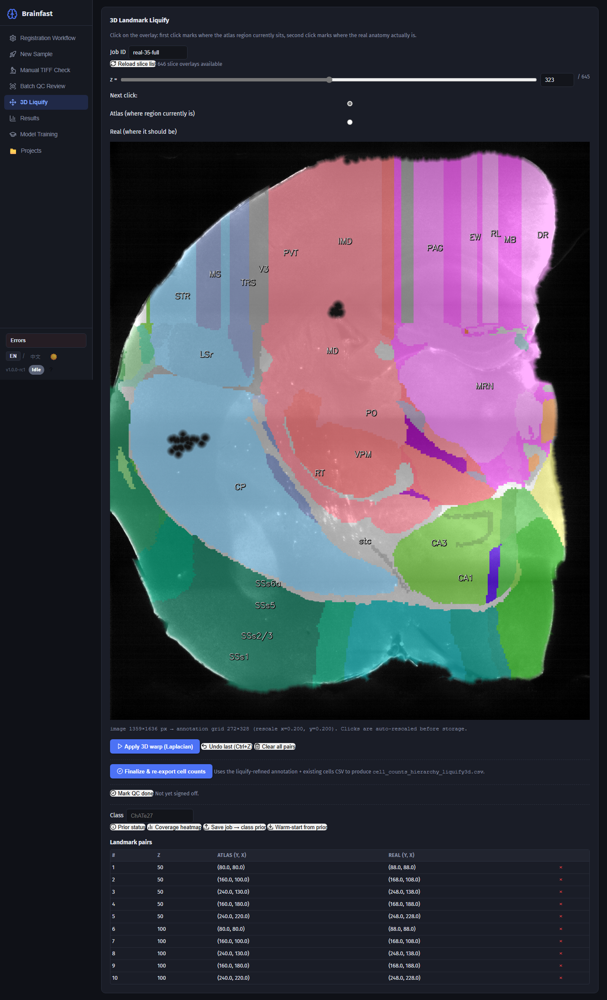 Brainfast
Registration Workflow
New Sample
Manual TIFF Check
Batch QC Review
3D Liquify
Results
Model Training
Projects
Errors
EN / 中文
v1.0.0-rc1 Idle ?
3D Landmark Liquify
Click on the overlay: first click marks where the atlas region currently sits, second click marks where the real anatomy actually is.
Job ID real-35-full
Reload slice list 646 slice overlays available
z = 323 / 645
Next click:
Atlas (where region currently is)
Real (where it should be)
IMD
RL
EW MB DR
PVT PAG
V3
MS
TRS
STR
MD
LSr
MRN
PO
VPM
RT
CP
stc CA3
CA1
SSs6a
SSs5
SSs2/3
SSs1
image 1359×1636 px → annotation grid 272×328 (rescale x=0.200, y=0.200). Clicks are auto-rescaled before storage.
Apply 3D warp (Laplacian) Undo last (Ctrl+Z) Clear all pairs
Finalize & re-export cell counts Uses the liquify-refined annotation + existing cells CSV to produce cell_counts_hierarchy_liquify3d.csv.
Mark QC done Not yet signed off.
Class ChATe27
Prior status Coverage heatmap Save job → class prior Warm-start from prior
Landmark pairs
# Z ATLAS (Y, X) REAL (Y, X)
1 50 (80.0, 80.0) (88.0, 88.0) ×
2 50 (160.0, 100.0) (168.0, 108.0) ×
3 50 (240.0, 130.0) (248.0, 138.0) ×
4 50 (160.0, 180.0) (168.0, 188.0) ×
5 50 (240.0, 220.0) (248.0, 228.0) ×
6 100 (80.0, 80.0) (88.0, 88.0) ×
7 100 (160.0, 100.0) (168.0, 108.0) ×
8 100 (240.0, 130.0) (248.0, 138.0) ×
9 100 (160.0, 180.0) (168.0, 188.0) ×
10 100 (240.0, 220.0) (248.0, 228.0) ×